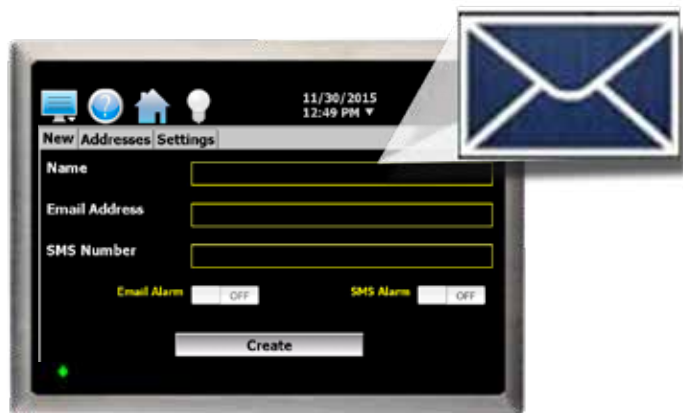 11/30/2015
12:49 PM ▼
New Addresses Settings
Name
Email Address
SMS Number
Email Alarm OFF SMS Alarm OFF
Create